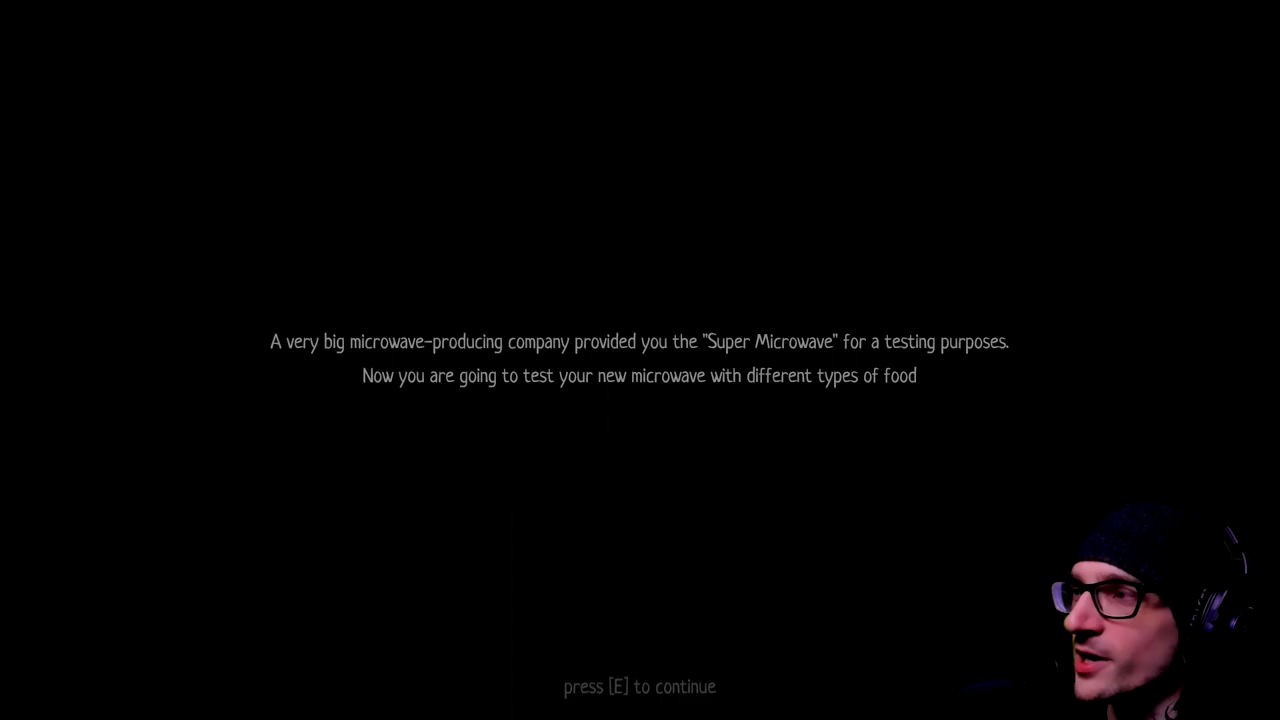 A very big microwave-producing company provided you the "Super Microwave" for a testing purposes.
Now you are going to test your new microwave with different types of food
press [E] to continue